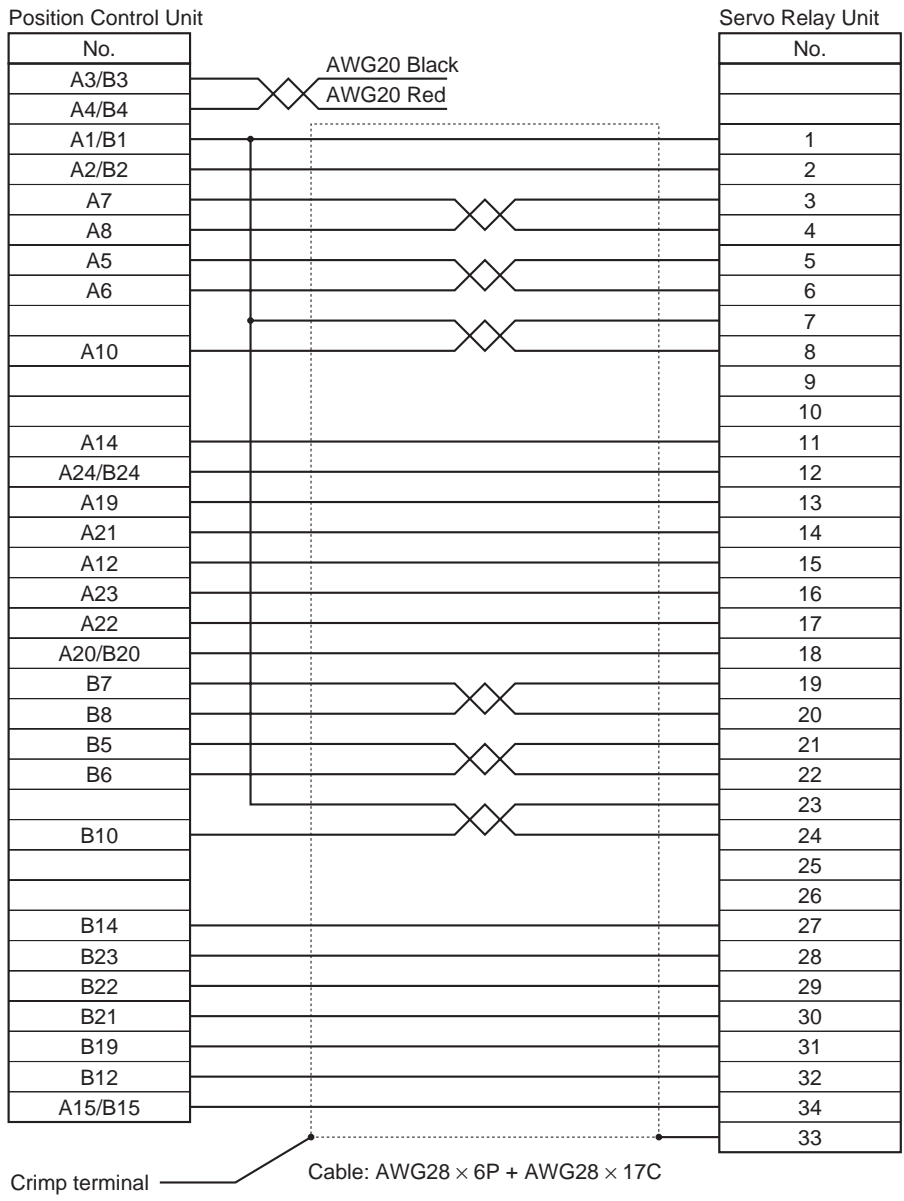 Position Control Unit Servo Relay Unit
No. No.
A3/B3 AWG20 Black
A4/B4 AWG20 Red
A1/B1 1
A2/B2 2
A7 3
A8 4
A5 5
A6 6
7
A10 8
9
10
A14 11
A24/B24 12
A19 13
A21 14
A12 15
A23 16
A22 17
A20/B20 18
B7 19
B8 20
B5 21
B6 22
23
B10 24
25
26
B14 27
B23 28
B22 29
B21 30
B19 31
B12 32
A15/B15 34
33
Crimp terminal Cable: AWG28 × 6P + AWG28 × 17C